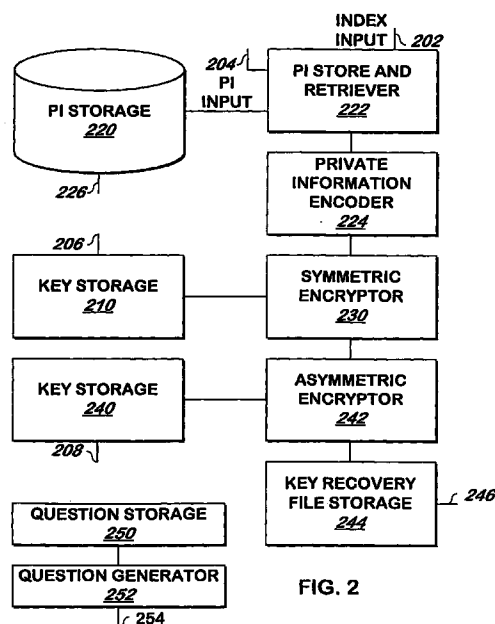 INDEX
INPUT
202
204
PI
INPUT
PI STORE AND
RETRIEVER
222
PI STORAGE
220
226
PRIVATE
INFORMATION
ENCODER
224
206
KEY STORAGE
210
SYMMETRIC
ENCRYPTOR
230
KEY STORAGE
240
ASYMMETRIC
ENCRYPTOR
242
208
KEY RECOVERY
FILE STORAGE
244
246
QUESTION STORAGE
250
QUESTION GENERATOR
252
254
FIG. 2